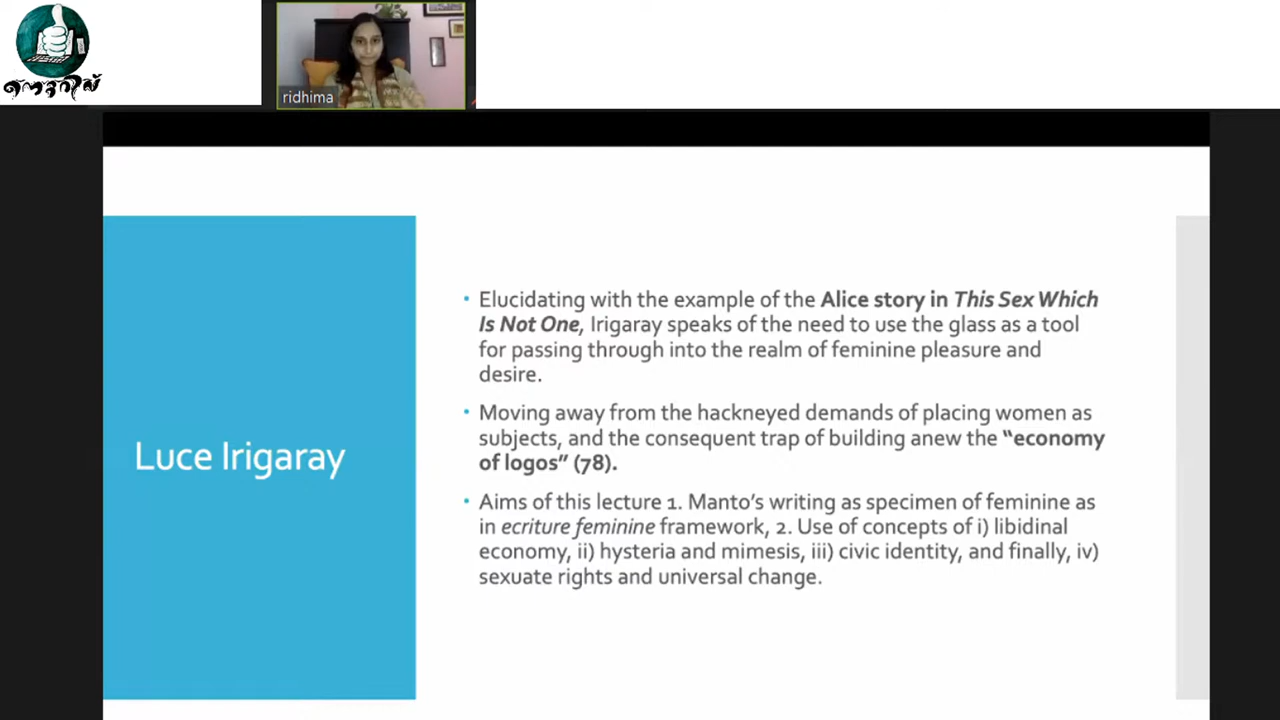 ridhima
Elucidating with the example of the Alice story in This Sex Which
Is Not One, Irigaray speaks of the need to use the glass as a tool
for passing through into the realm of feminine pleasure and
desire.
Moving away from the hackneyed demands of placing women as
subjects, and the consequent trap of building anew the “economy
of logos” (78).
Luce Irigaray
Aims of this lecture 1. Manto’s writing as specimen of feminine as
in ecriture feminine framework, 2. Use of concepts of i) libidinal
economy, ii) hysteria and mimesis, iii) civic identity, and finally, iv)
sexuate rights and universal change.